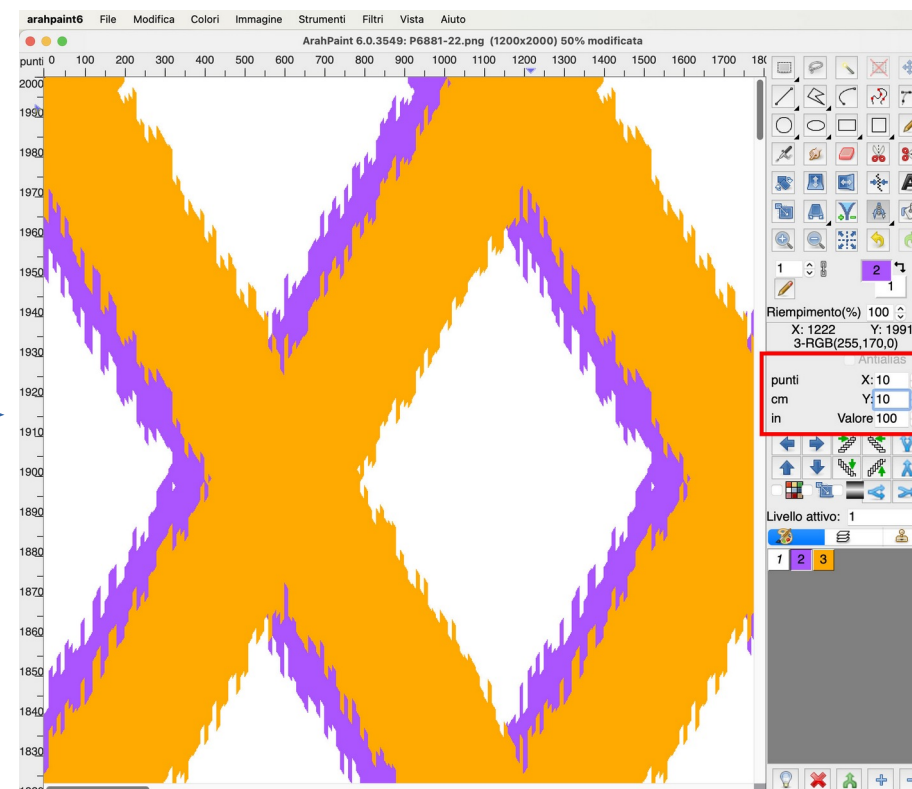 arahpaint6 File Modifica Colori Immagine Strumenti Filtri Vista Aiuto
ArahPaint 6.0.3549: P6881-22.png (1200x2000) 50% modificata
punti 0 100 200 300 400 500 600 700 800 900 1000 1100 1200 1300 1400 1500 1600 1700
2000
1990
1980
1970
1960
1950
1940
1930
1920
1910
1900
1890
1880
1870
1860
1850
1840
1830
1 2
1
Riempimento(%) 100
X: 1222 Y: 1991
3-RGB(255,170,0)
Antialias
punti X: 10
cm Y: 10
in Valore 100
Livello attivo: 1
1 2 3